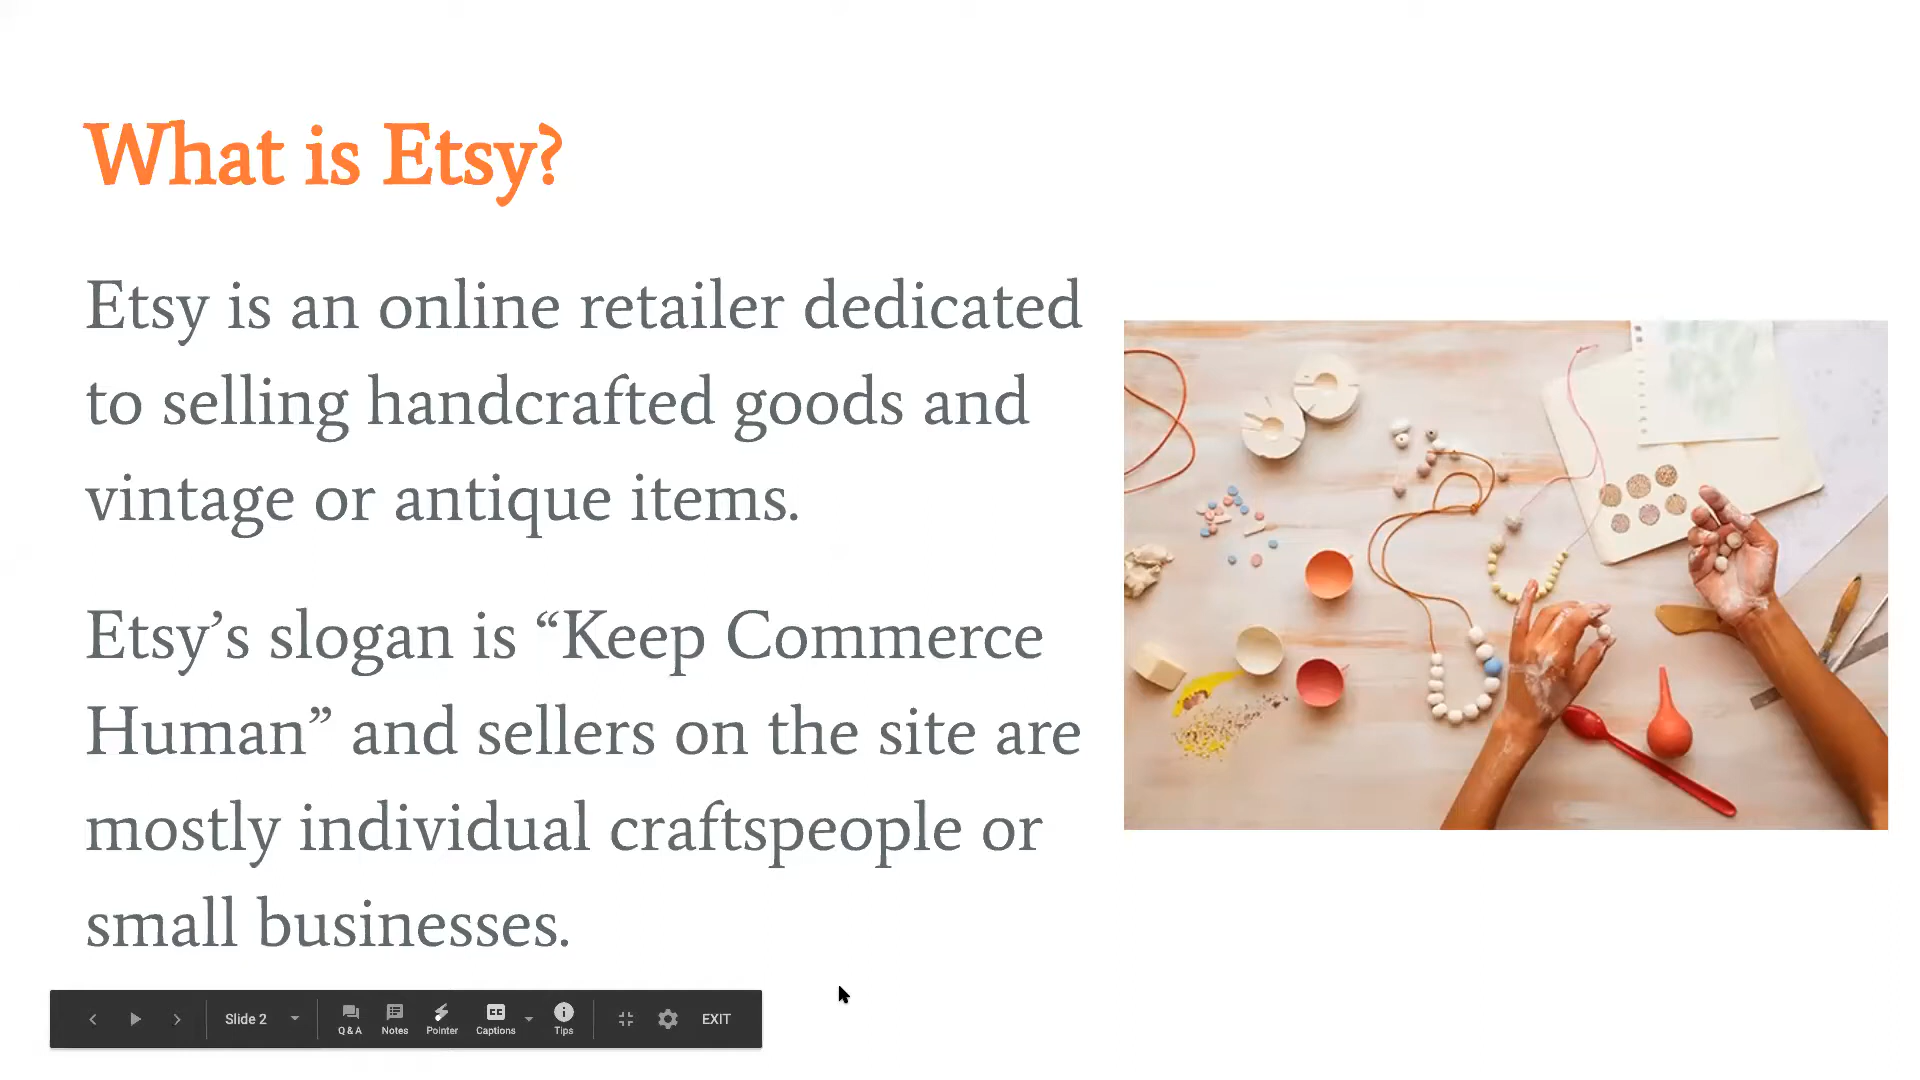 What is Etsy?
Etsy is an online retailer dedicated
to selling handcrafted goods and
vintage or antique items.
Etsy’s slogan is “Keep Commerce
Human” and sellers on the site are
mostly individual craftspeople or
small businesses.
Slide 2
Q & A
Notes
Pointer
Captions
Tips
EXIT